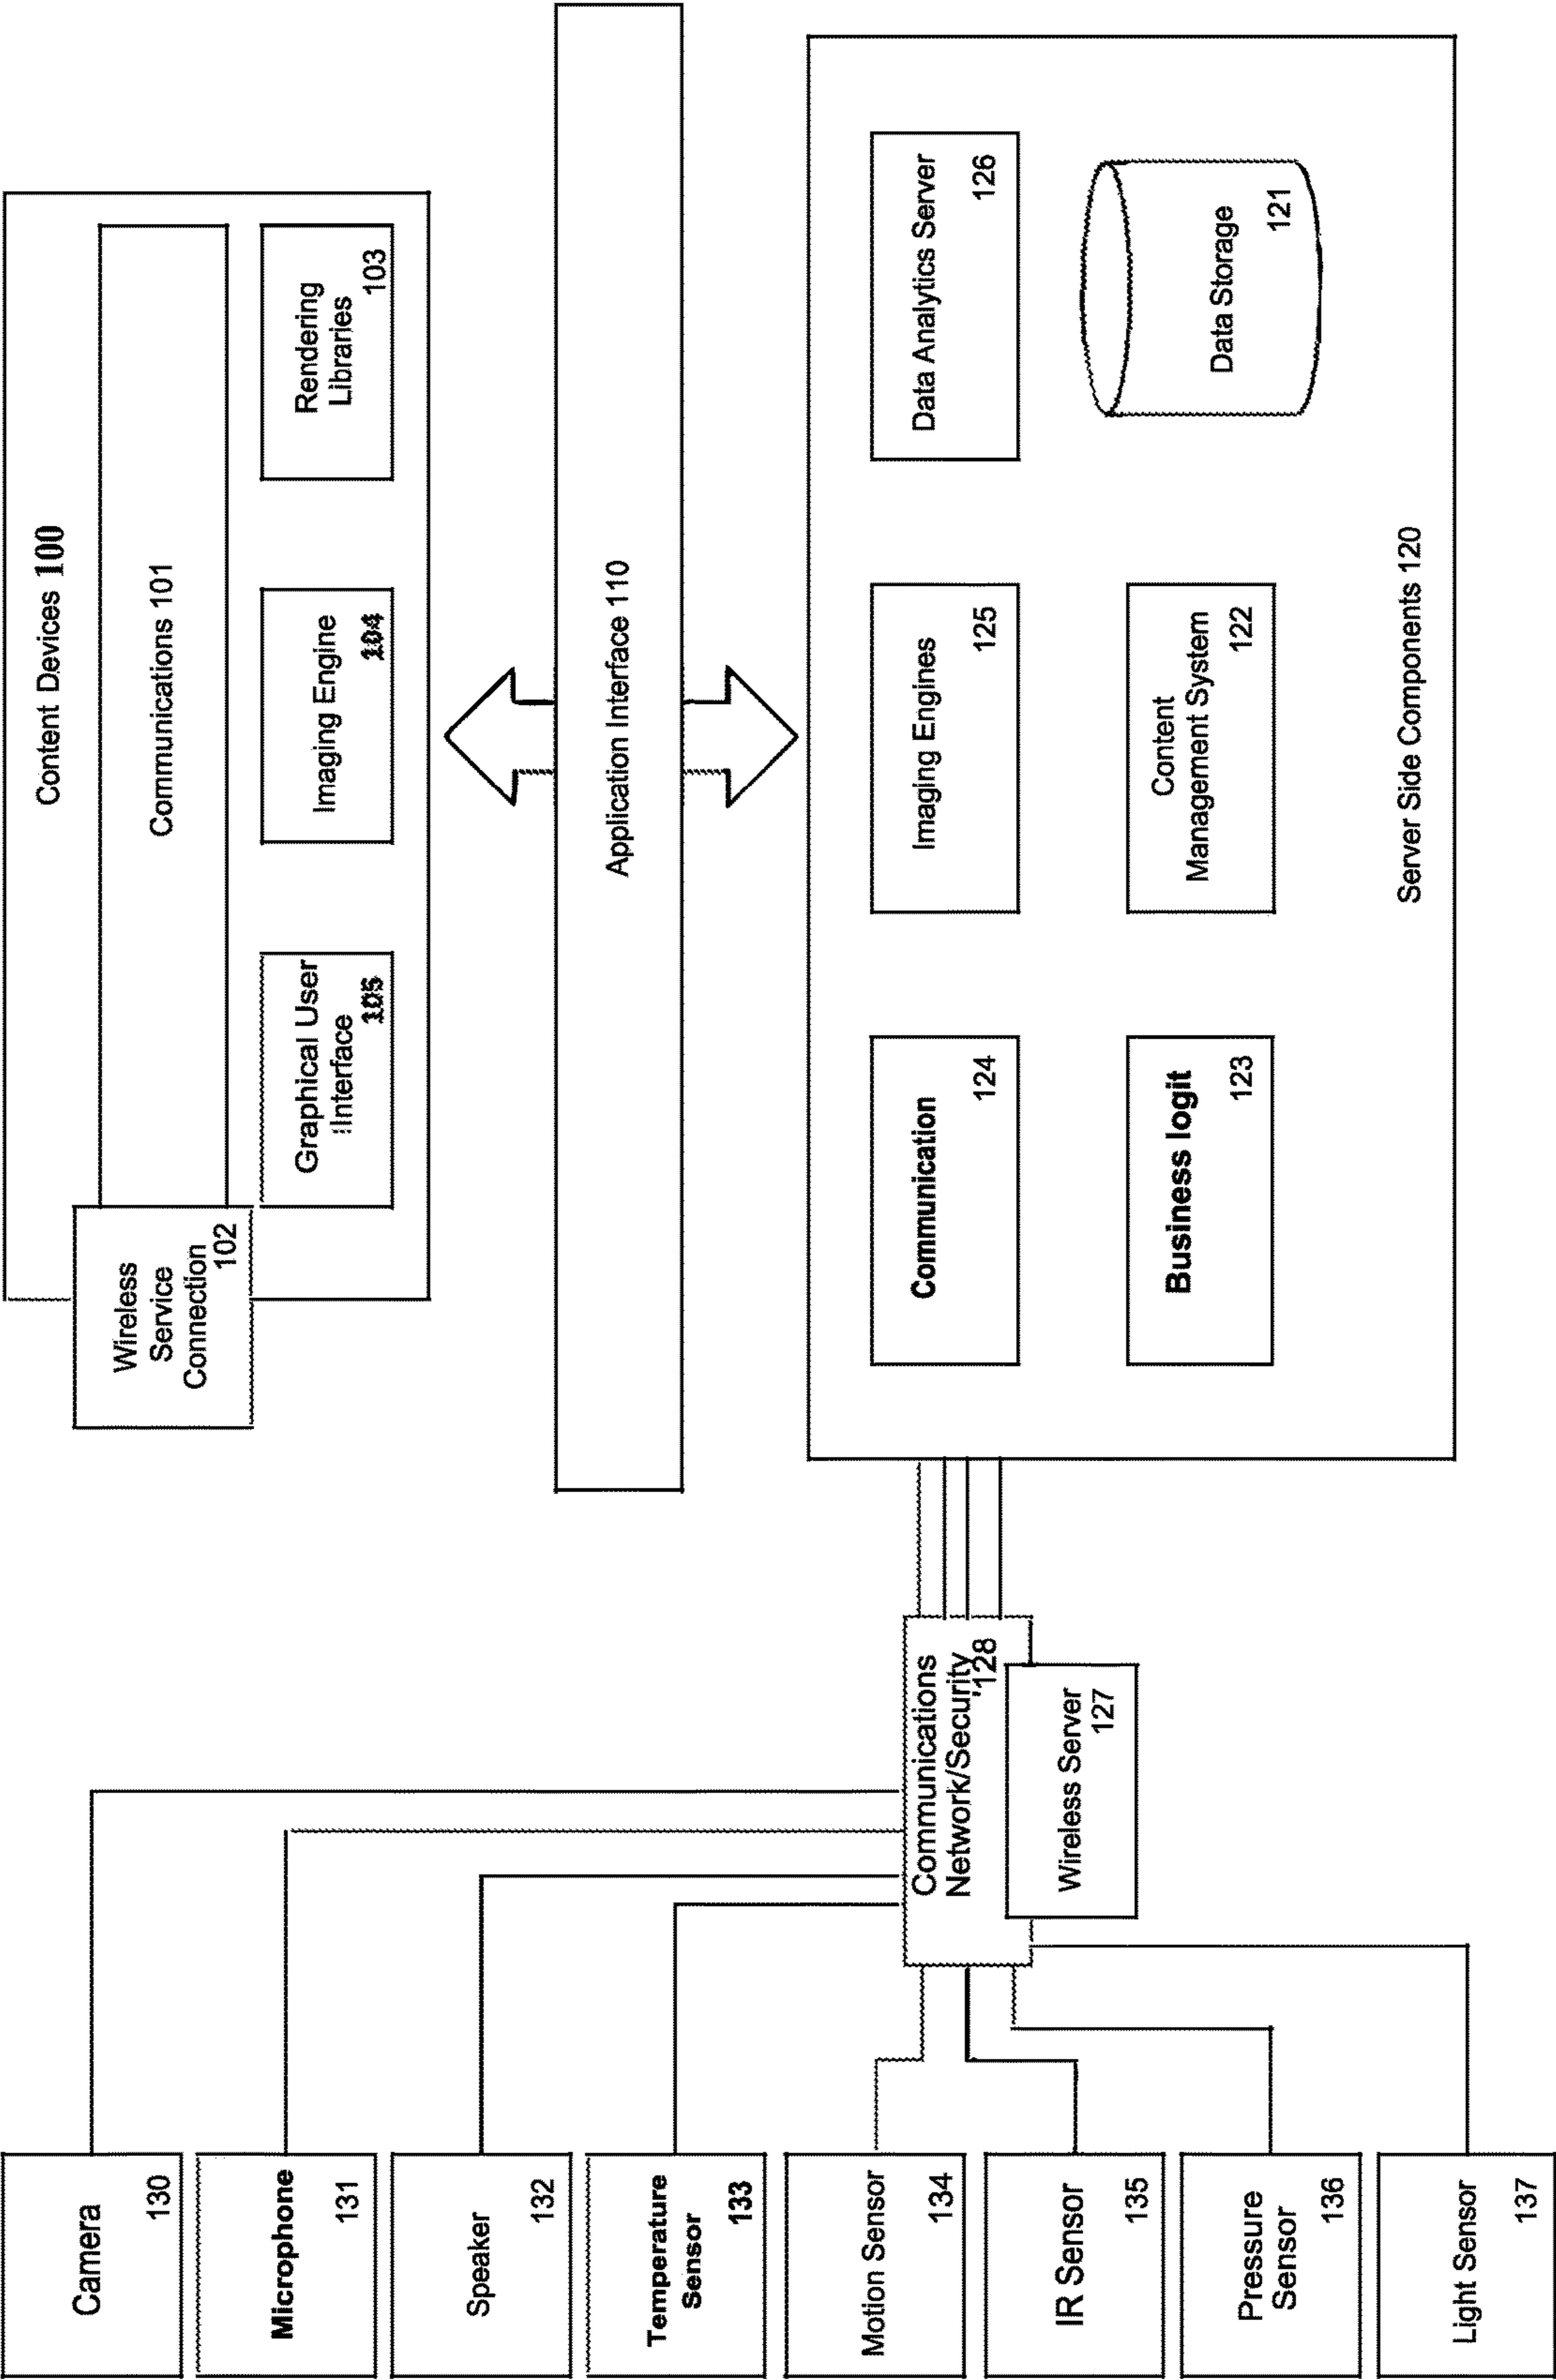 Camera
130
Microphone
131
Speaker
132
Temperature
Sensor
133
Motion Sensor
134
IR Sensor
135
Pressure
Sensor
136
Light Sensor
137
Communications
Network/Security
'128
Wireless Server
127
Content Devices 100
Communications 101
Wireless
Service
Connection
102
Graphical User
Interface
105
Imaging Engine
104
Rendering
Libraries
103
Application Interface 110
Communication
124
Imaging Engines
125
Data Analytics Server
126
Business logit
123
Content
Management System
122
Data Storage
121
Server Side Components 120